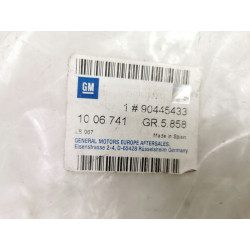 GM
1 # 90445433
10 06 741 GR.5.858
Made in Spain
GENERAL MOTORS EUROPE AFTERSALES
Eisenstrasse 2-4, D-65428 Rüsselsheim Germany